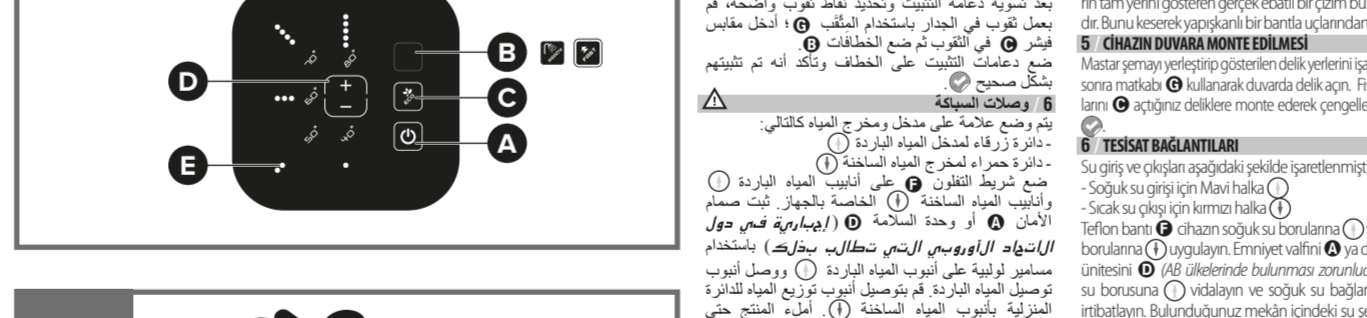 70°
80°
+
60°
−
50°
40°
D
E
B
C
A
بعد تسوية دعامة التثبيت وتحديد نقاط ثقوب واضحة، قم
بعمل ثقوب في الجدار باستخدام المِثْقَب G ؛ أدخل مقابس
فيشر C في الثقوب ثم ضع الخطافات B.
ضع دعامات التثبيت على الخطاف وتأكد أنه تم تثبيتهم
بشكل صحيح
6 / وصلات السباكة
يتم وضع علامة على مدخل ومخرج المياه كالتالي:
- دائرة زرقاء لمدخل المياه الباردة
- دائرة حمراء لمخرج المياه الساخنة
ضع شريط التفلون F على أنابيب المياه الباردة
وأنابيب المياه الساخنة الخاصة بالجهاز. ثبت صمام
الأمان A أو وحدة السلامة D (إجبارية في دول
الاتحاد الأوروبي التي تطالب بذلك) باستخدام
مسامير لولبية على أنبوب المياه الباردة ووصل أنبوب
توصيل المياه الباردة. قم بتوصيل أنبوب توزيع المياه للدائرة
المنزلية بأنبوب المياه الساخنة. أملء المنتج حتى
rin tam yerini gösteren gerçek ebatlı bir çizim
dır. Bunu keserek yapışkanlı bir bantla uçlarından
5 / CİHAZIN DUVARA MONTE EDİLMESİ
Mastar şemayı yerleştirip gösterilen delik yerlerini
sonra matkabı G kullanarak duvarda delik açın.
larını C açtığınız deliklere monte ederek
6 / TESİSAT BAĞLANTILARI
Su giriş ve çıkışları aşağıdaki şekilde
- Soğuk su girişi için Mavi halka
- Sıcak su çıkışı için kırmızı halka
Teflon bantı F cihazın soğuk su borularına
borularına uygulayın. Emniyet valfini A ya
ünitesini D (AB ülkelerinde bulunması
su borusuna vidalayın ve soğuk su
irtibatlayın. Bulunduğunuz mekân içindeki su